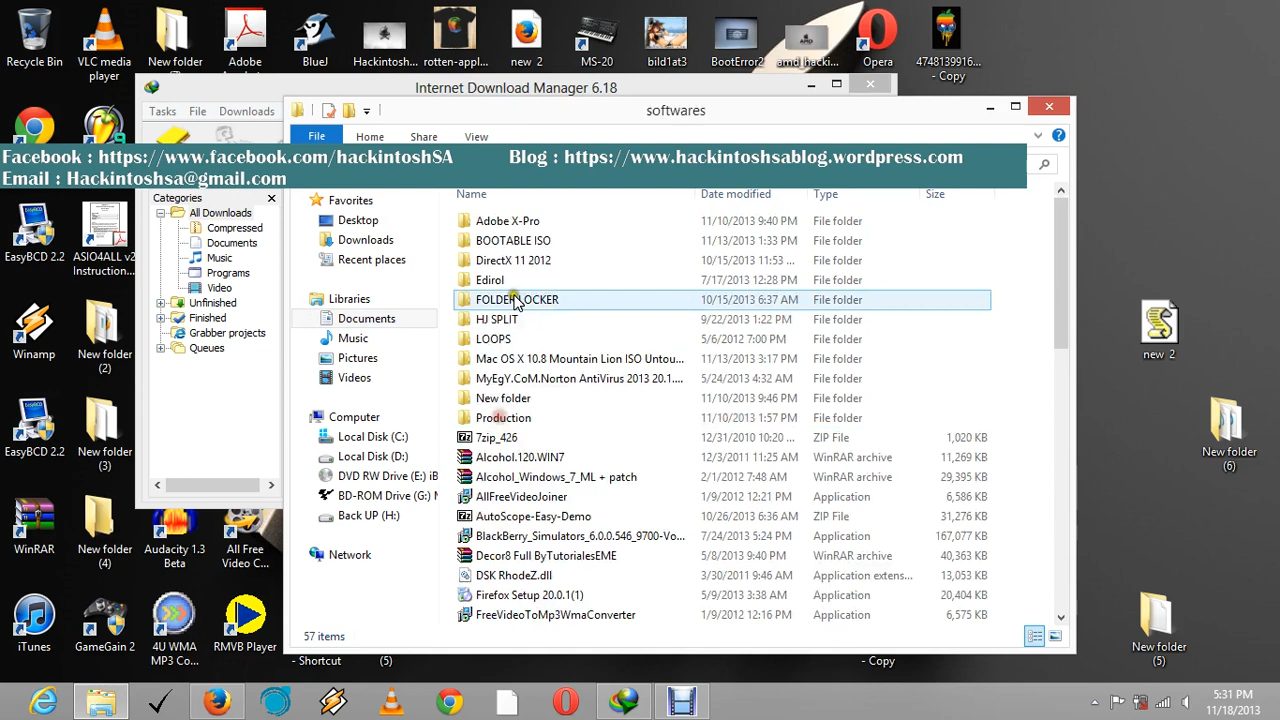 Recycle Bin
VLC media player
New folder
Adobe
BlueJ
Hackintos...
rotten-appl...
new 2
MS-20
bild1at3
BootError2
amd_hacki...
Opera
4748139916... - Copy
Internet Download Manager 6.18
Tasks File Downloads
softwares
File Home Share View
Facebook : https://www.facebook.com/hackintoshSA Blog : https://www.hackintoshsablog.wordpress.com
Email : Hackintoshsa@gmail.com
Categories
All Downloads
Compressed
Documents
Music
Programs
Video
Unfinished
Finished
Grabber projects
Queues
Favorites
Desktop
Downloads
Recent places
Libraries
Documents
Music
Pictures
Videos
Computer
Local Disk (C:)
Local Disk (D:)
DVD RW Drive (E:) iB
BD-ROM Drive (G:) M
Back UP (H:)
Network
Name Date modified Type Size
Adobe X-Pro 11/10/2013 9:40 PM File folder
BOOTABLE ISO 11/13/2013 1:33 PM File folder
DirectX 11 2012 10/15/2013 11:53 ... File folder
Edirol 7/17/2013 12:28 PM File folder
FOLDER LOCKER 10/15/2013 6:37 AM File folder
HJ SPLIT 9/22/2013 1:22 PM File folder
LOOPS 5/6/2012 7:00 PM File folder
Mac OS X 10.8 Mountain Lion ISO Untou... 11/13/2013 3:17 PM File folder
MyEgY.CoM.Norton AntiVirus 2013 20.1.... 5/24/2013 4:32 AM File folder
New folder 11/10/2013 9:46 PM File folder
Production 11/10/2013 1:57 PM File folder
7zip_426 12/31/2010 10:20 ... ZIP File 1,020 KB
Alcohol.120.WIN7 12/3/2011 11:25 AM WinRAR archive 11,269 KB
Alcohol_Windows_7_ML + patch 2/1/2012 7:48 AM WinRAR archive 29,395 KB
AllFreeVideoJoiner 1/9/2012 12:21 PM Application 6,586 KB
AutoScope-Easy-Demo 10/26/2013 6:36 AM Application 31,276 KB
BlackBerry_Simulators_6.0.0.546_9700-Vo... 7/24/2013 5:24 PM Application 167,077 KB
Decor8 Full ByTutorialesEME 5/8/2013 9:40 PM WinRAR archive 40,363 KB
DSK RhodeZ.dll 3/30/2011 9:46 AM Application extens... 13,053 KB
Firefox Setup 20.0.1(1) 5/9/2013 3:38 AM Application 20,404 KB
FreeVideoToMp3WmaConverter 1/9/2012 12:16 PM Application 6,575 KB
57 items
EasyBCD 2.2
ASIO4ALL v2 Instruction...
Winamp
New folder (2)
EasyBCD 2.2
New folder (3)
WinRAR
New folder (4)
Audacity 1.3 Beta
All Free Video C...
iTunes
GameGain 2
4U WMA MP3 Co...
RMVB Player
- Shortcut
(5)
- Copy
new_2
New folder (6)
New folder (5)
5:31 PM
11/18/2013